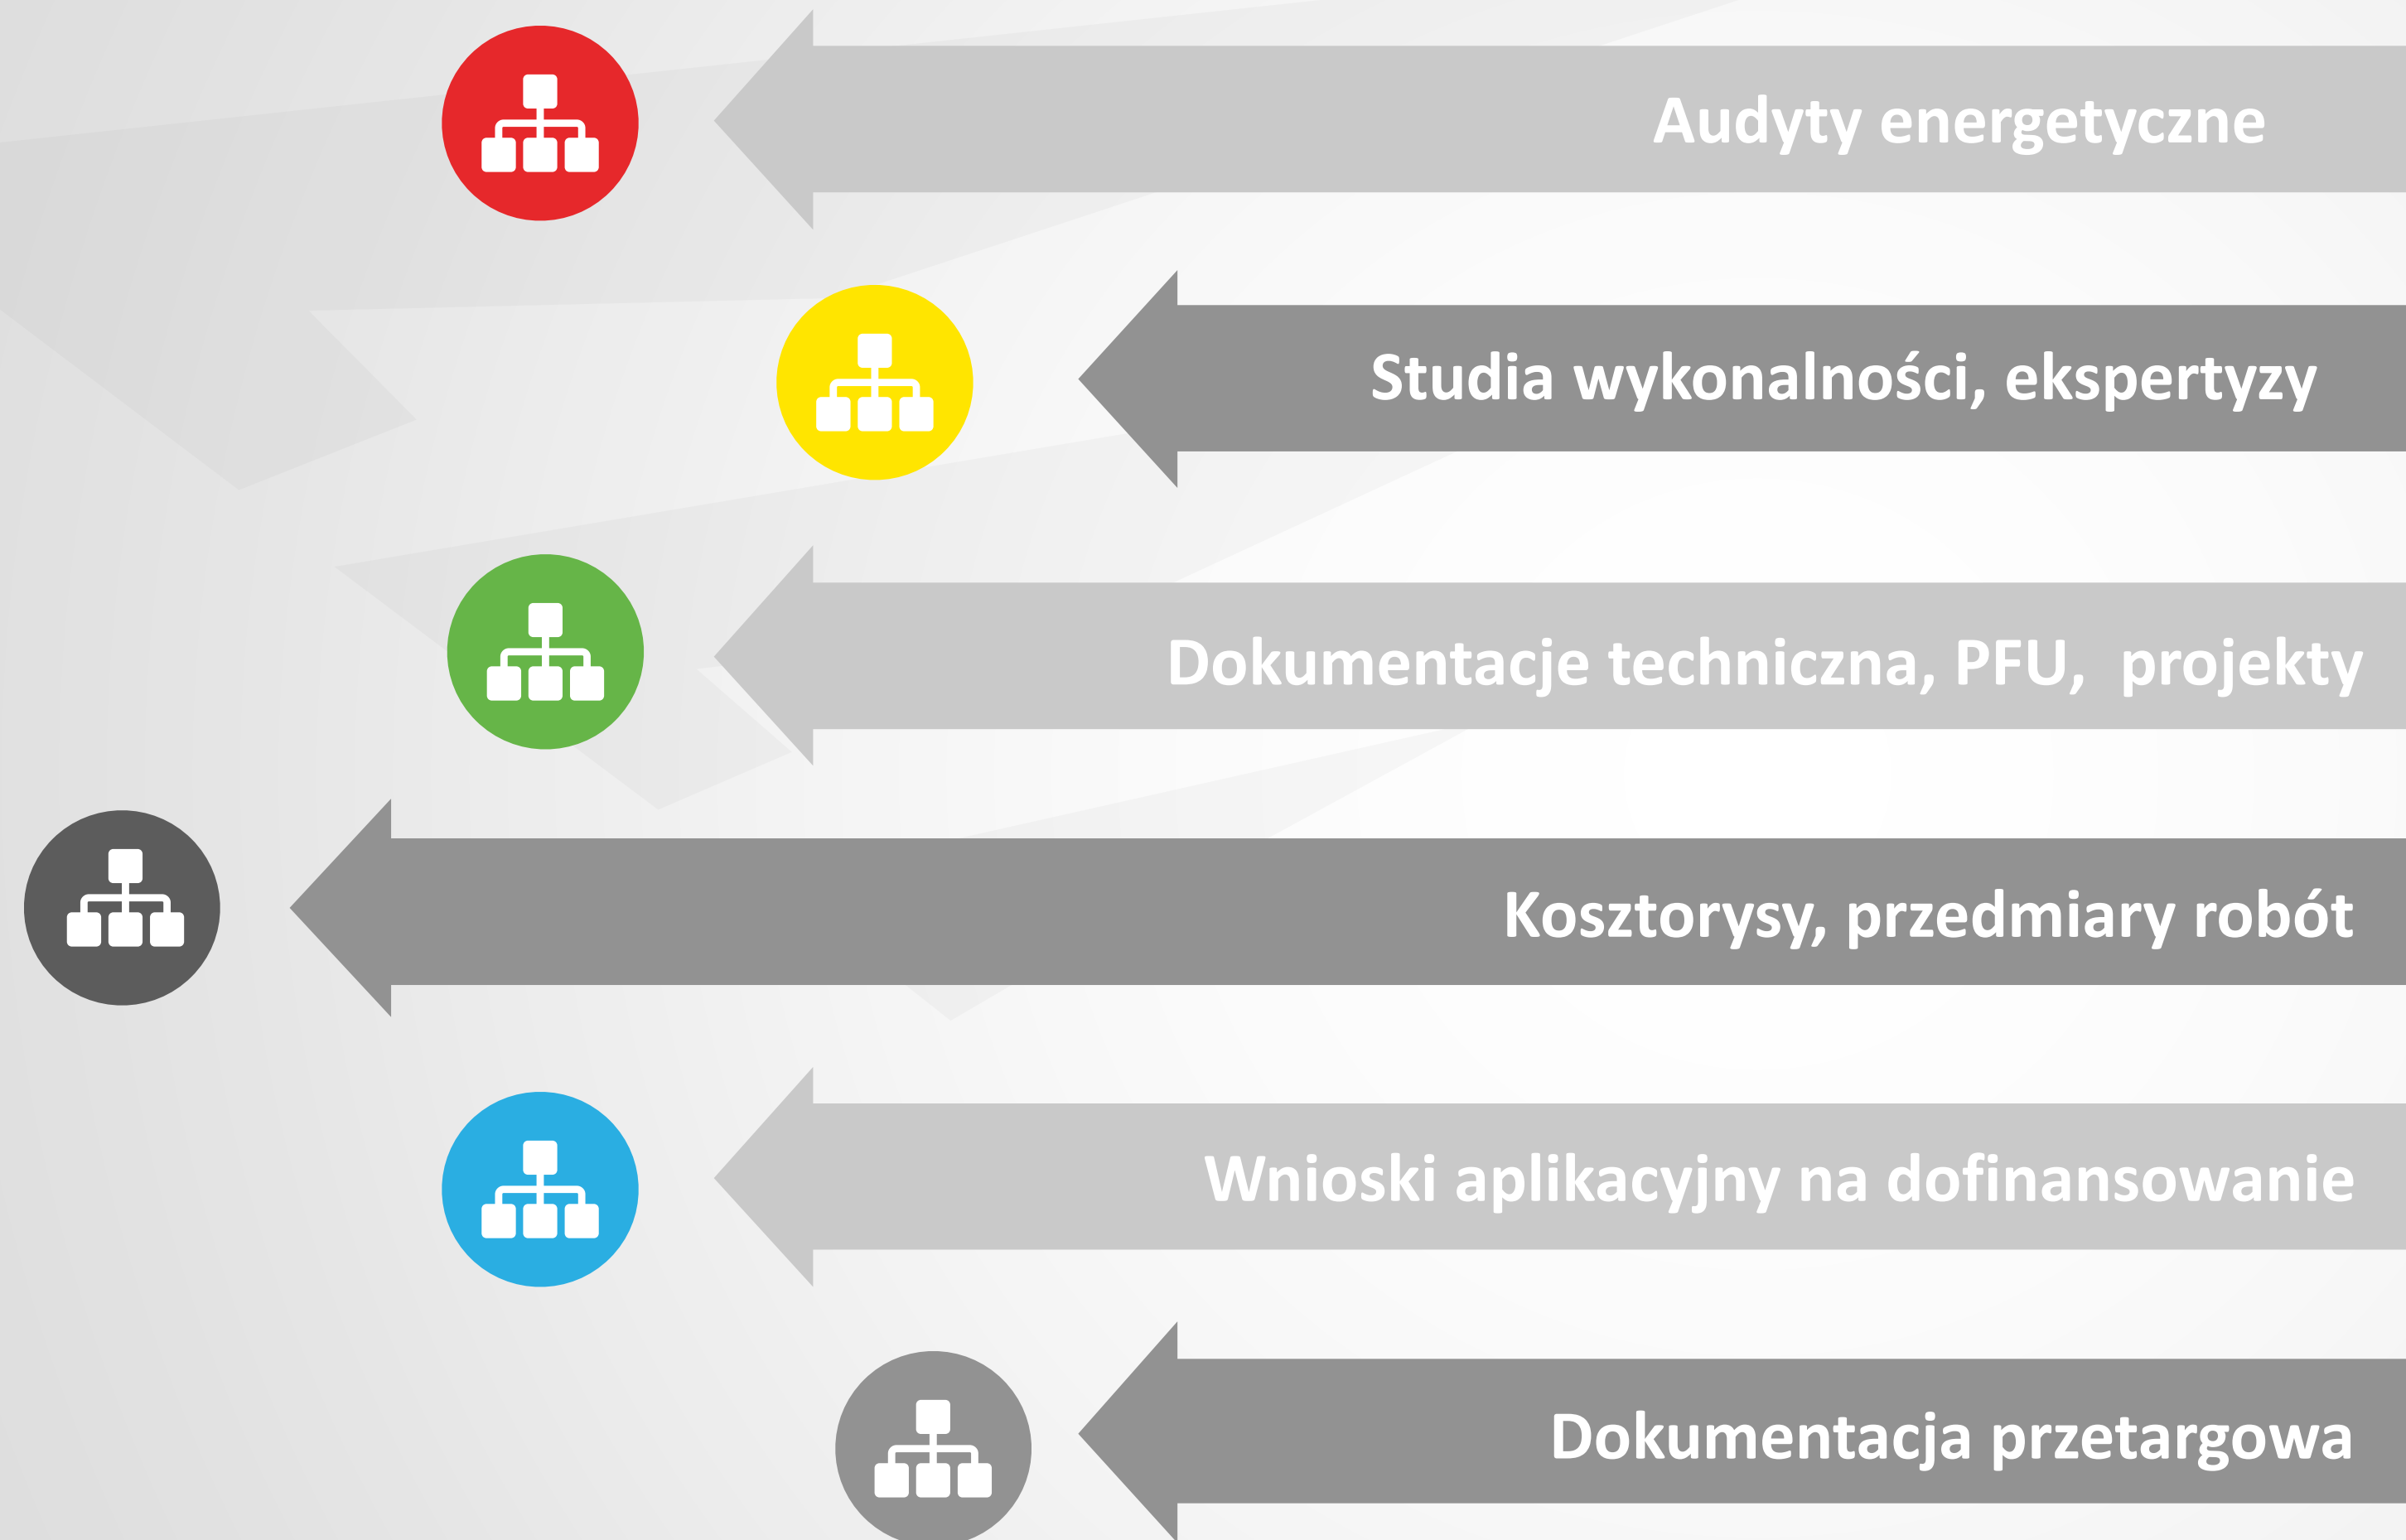 Audyty energetyczne
Studia wykonalności, ekspertyzy
Dokumentacje techniczna, PFU, projekty
Kosztorysy, przedmiary robót
Wnioski aplikacyjny na dofinansowanie
Dokumentacja przetargowa